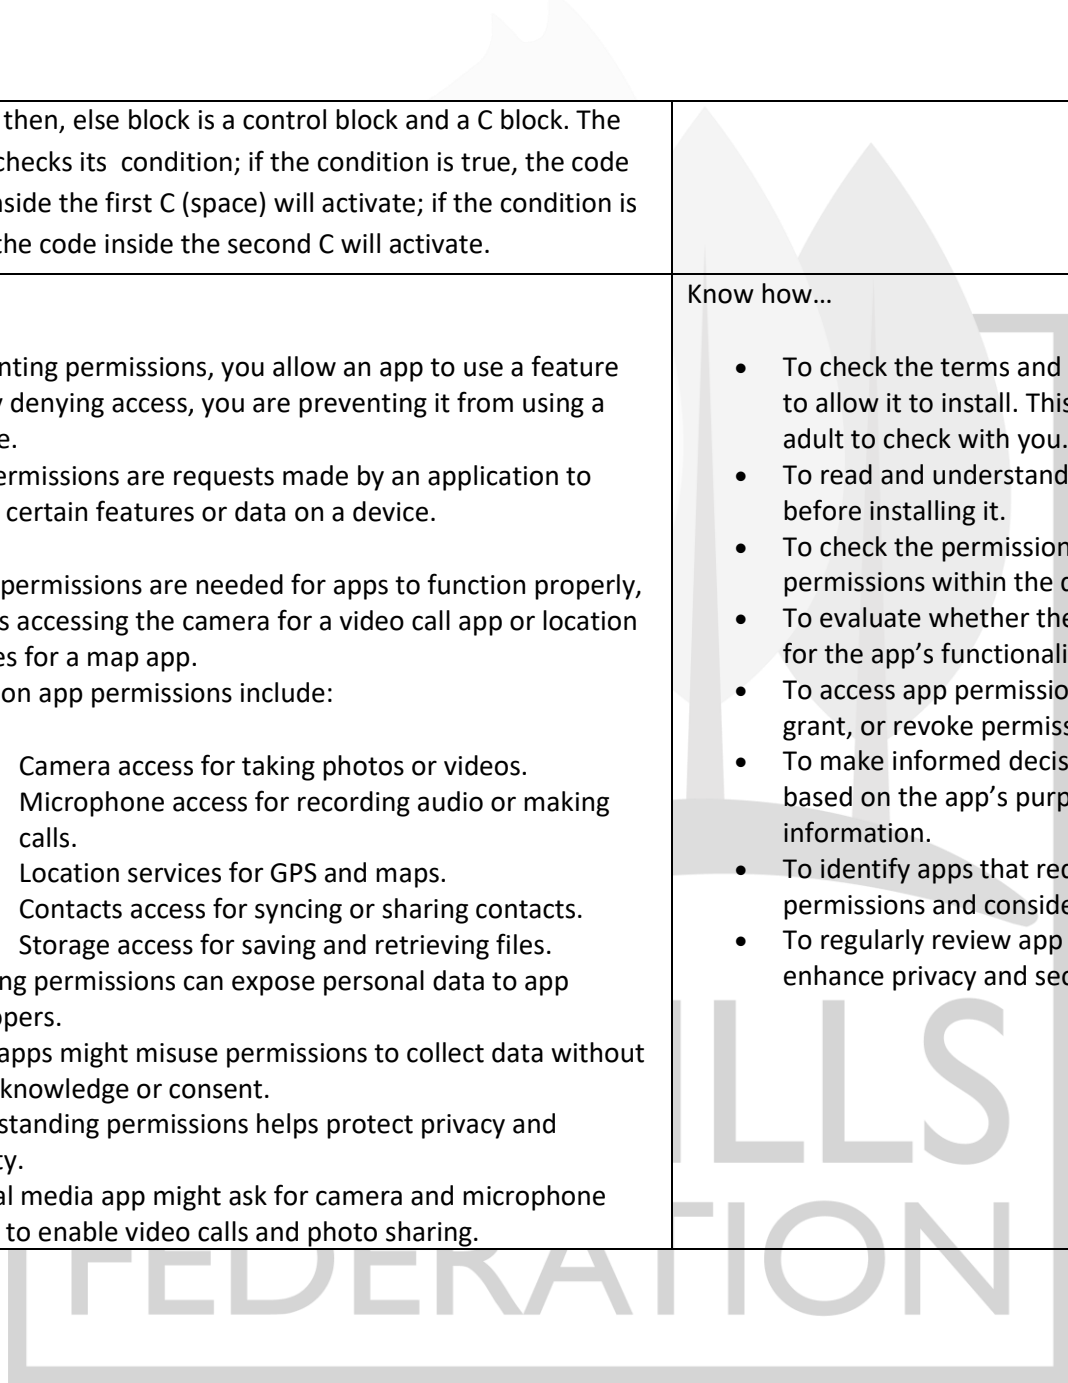 then, else block is a control block and a C block. The
checks its condition; if the condition is true, the code
inside the first C (space) will activate; if the condition is
the code inside the second C will activate.
nting permissions, you allow an app to use a feature
denying access, you are preventing it from using a
e.
ermissions are requests made by an application to
certain features or data on a device.
permissions are needed for apps to function properly,
s accessing the camera for a video call app or location
es for a map app.
on app permissions include:
Camera access for taking photos or videos.
Microphone access for recording audio or making
calls.
Location services for GPS and maps.
Contacts access for syncing or sharing contacts.
Storage access for saving and retrieving files.
ng permissions can expose personal data to app
opers.
apps might misuse permissions to collect data without
knowledge or consent.
standing permissions helps protect privacy and
ty.
al media app might ask for camera and microphone
to enable video calls and photo sharing.
Know how…
• To check the terms and
to allow it to install. This
adult to check with you.
• To read and understand
before installing it.
• To check the permission
permissions within the
• To evaluate whether the
for the app’s functionali
• To access app permissio
grant, or revoke permiss
• To make informed decis
based on the app’s purp
information.
• To identify apps that req
permissions and conside
• To regularly review app
enhance privacy and sec
ILLS
FEDERATION